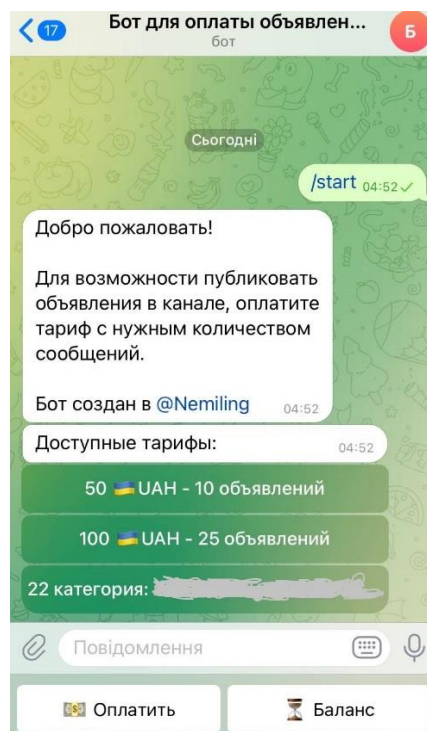 17
Бот для оплаты объявлен...
бот
Б
Сьогодні
/start 04:52
Добро пожаловать!
Для возможности публиковать
объявления в канале, оплатите
тариф с нужным количеством
сообщений.
Бот создан в @Nemiling 04:52
Доступные тарифы: 04:52
50 🇺🇦UAH - 10 объявлений
100 🇺🇦UAH - 25 объявлений
22 категория:
Повідомлення
💵 Оплатить
⏳ Баланс